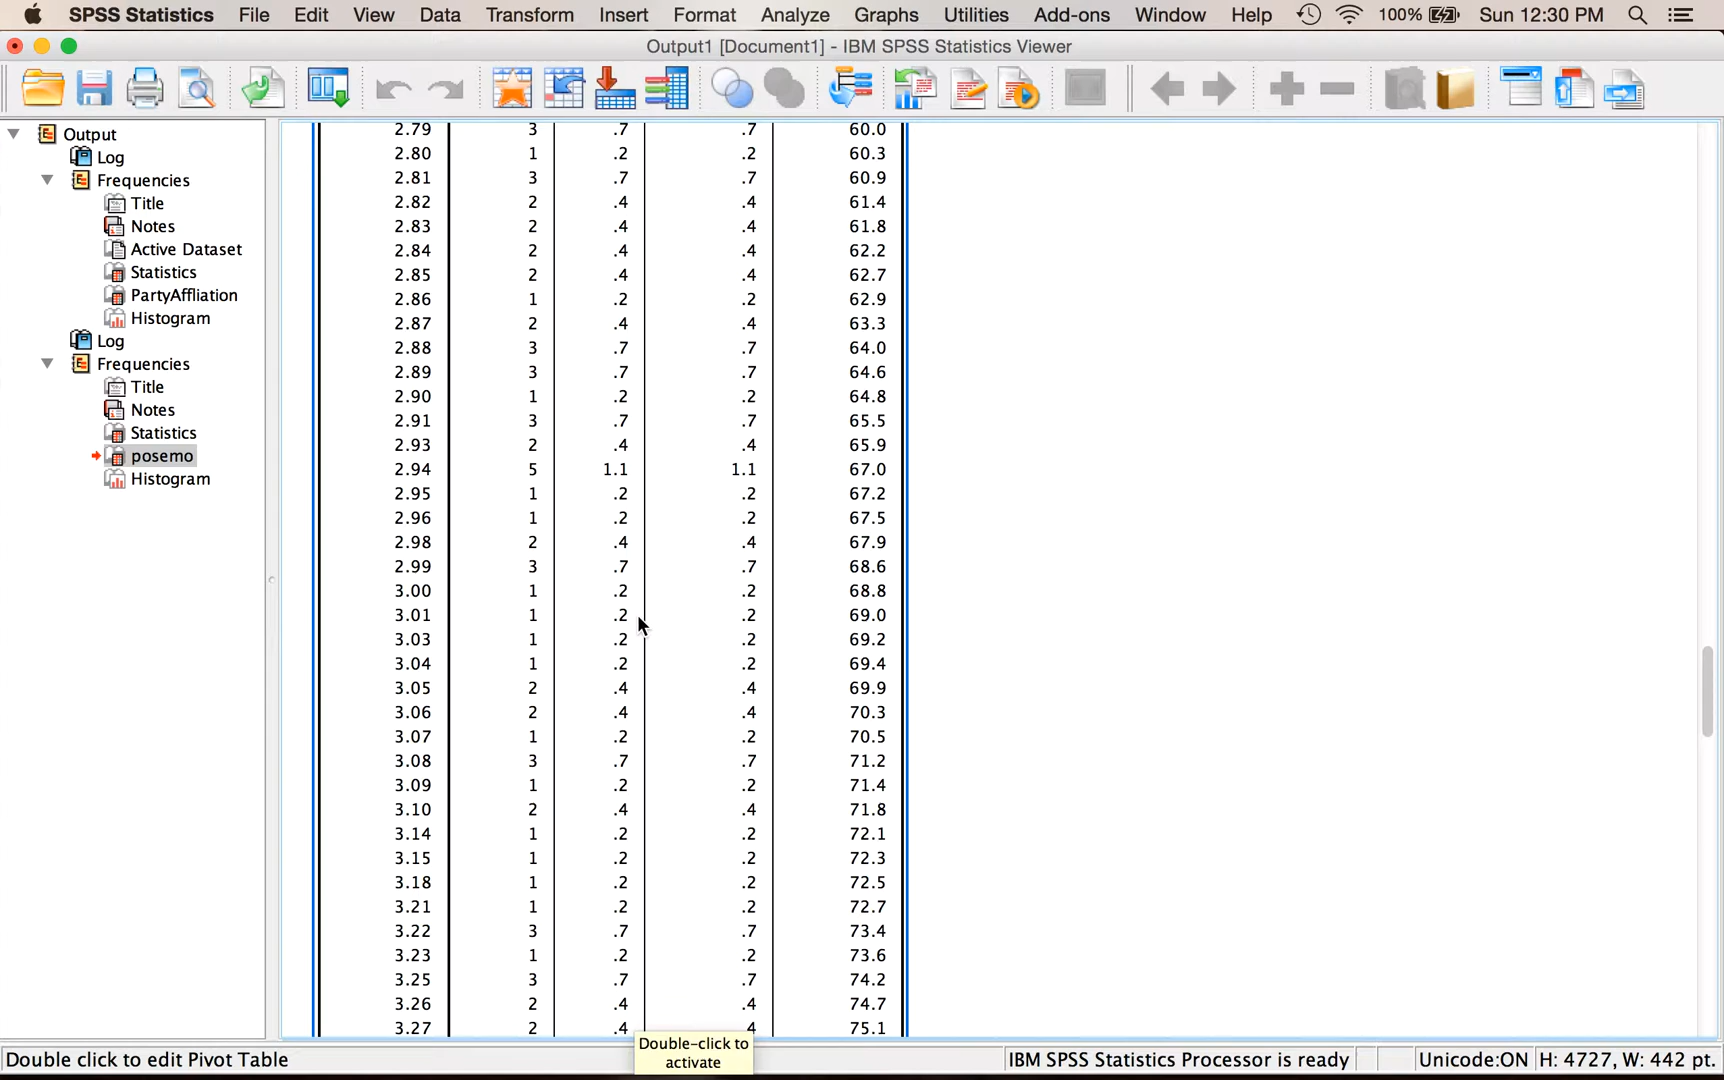 SPSS Statistics File Edit View Data Transform Insert Format Analyze Graphs Utilities Add-ons Window Help 100% Sun 12:30 PM
Output1 [Document1] - IBM SPSS Statistics Viewer
Output
Log
Frequencies
Title
Notes
Active Dataset
Statistics
PartyAffliation
Histogram
Log
Frequencies
Title
Notes
Statistics
posemo
Histogram
2.79 3 .7 .7 60.0
2.80 1 .2 .2 60.3
2.81 3 .7 .7 60.9
2.82 2 .4 .4 61.4
2.83 2 .4 .4 61.8
2.84 2 .4 .4 62.2
2.85 2 .4 .4 62.7
2.86 1 .2 .2 62.9
2.87 2 .4 .4 63.3
2.88 3 .7 .7 64.0
2.89 3 .7 .7 64.6
2.90 1 .2 .2 64.8
2.91 3 .7 .7 65.5
2.93 2 .4 .4 65.9
2.94 5 1.1 1.1 67.0
2.95 1 .2 .2 67.2
2.96 1 .2 .2 67.5
2.98 2 .4 .4 67.9
2.99 3 .7 .7 68.6
3.00 1 .2 .2 68.8
3.01 1 .2 .2 69.0
3.03 1 .2 .2 69.2
3.04 1 .2 .2 69.4
3.05 2 .4 .4 69.9
3.06 2 .4 .4 70.3
3.07 1 .2 .2 70.5
3.08 3 .7 .7 71.2
3.09 1 .2 .2 71.4
3.10 2 .4 .4 71.8
3.14 1 .2 .2 72.1
3.15 1 .2 .2 72.3
3.18 1 .2 .2 72.5
3.21 1 .2 .2 72.7
3.22 3 .7 .7 73.4
3.23 1 .2 .2 73.6
3.25 3 .7 .7 74.2
3.26 2 .4 .4 74.7
3.27 2 .4 4 75.1
Double-click to
activate
Double click to edit Pivot Table IBM SPSS Statistics Processor is ready Unicode:ON H: 4727, W: 442 pt.